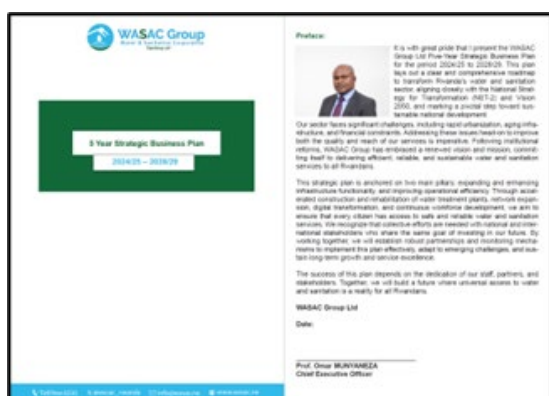 WASAC Group
Water & Sanitation Corporation
5 Year Strategic Business Plan
2024/25 – 2028/29
Preface:
It is with great pride that I present the WASAC
Group Ltd Five-Year Strategic Business Plan
for the period 2024/25 to 2028/29. This plan
lays out a clear and comprehensive roadmap
to transform Rwanda's water and sanitation
sector, aligning closely with the National Strat-
egy for Transformation (NST-2) and Vision
2050, and marking a pivotal step toward sus-
tainable national development.
Our sector faces significant challenges, including rapid urbanization, aging infra-
structure, and financial constraints. Addressing these issues head-on to improve
both the quality and reach of our services is imperative. Following institutional
reforms, WASAC Group has embraced a renewed vision and mission, commit-
ting itself to delivering efficient, reliable, and sustainable water and sanitation
services to all Rwandans.
This strategic plan is anchored on two main pillars, expanding and enhancing
infrastructure functionality, and improving operational efficiency. Through accel-
erated construction and rehabilitation of water treatment plants, network expan-
sion, digital transformation, and continuous workforce development, we aim to
ensure that every citizen has access to safe and reliable water and sanitation
services. We recognize that collective efforts are needed with national and inter-
national stakeholders who share the same goal of investing in our future. By
working together, we will establish robust partnerships and monitoring mecha-
nisms to implement this plan effectively, adapt to emerging challenges, and sus-
tain long-term growth and service excellence.
The success of this plan depends on the dedication of our staff, partners, and
stakeholders. Together, we will build a future where universal access to water
and sanitation is a reality for all Rwandans.
WASAC Group Ltd
Date:
Prof. Omar MUNYANEZA
Chief Executive Officer